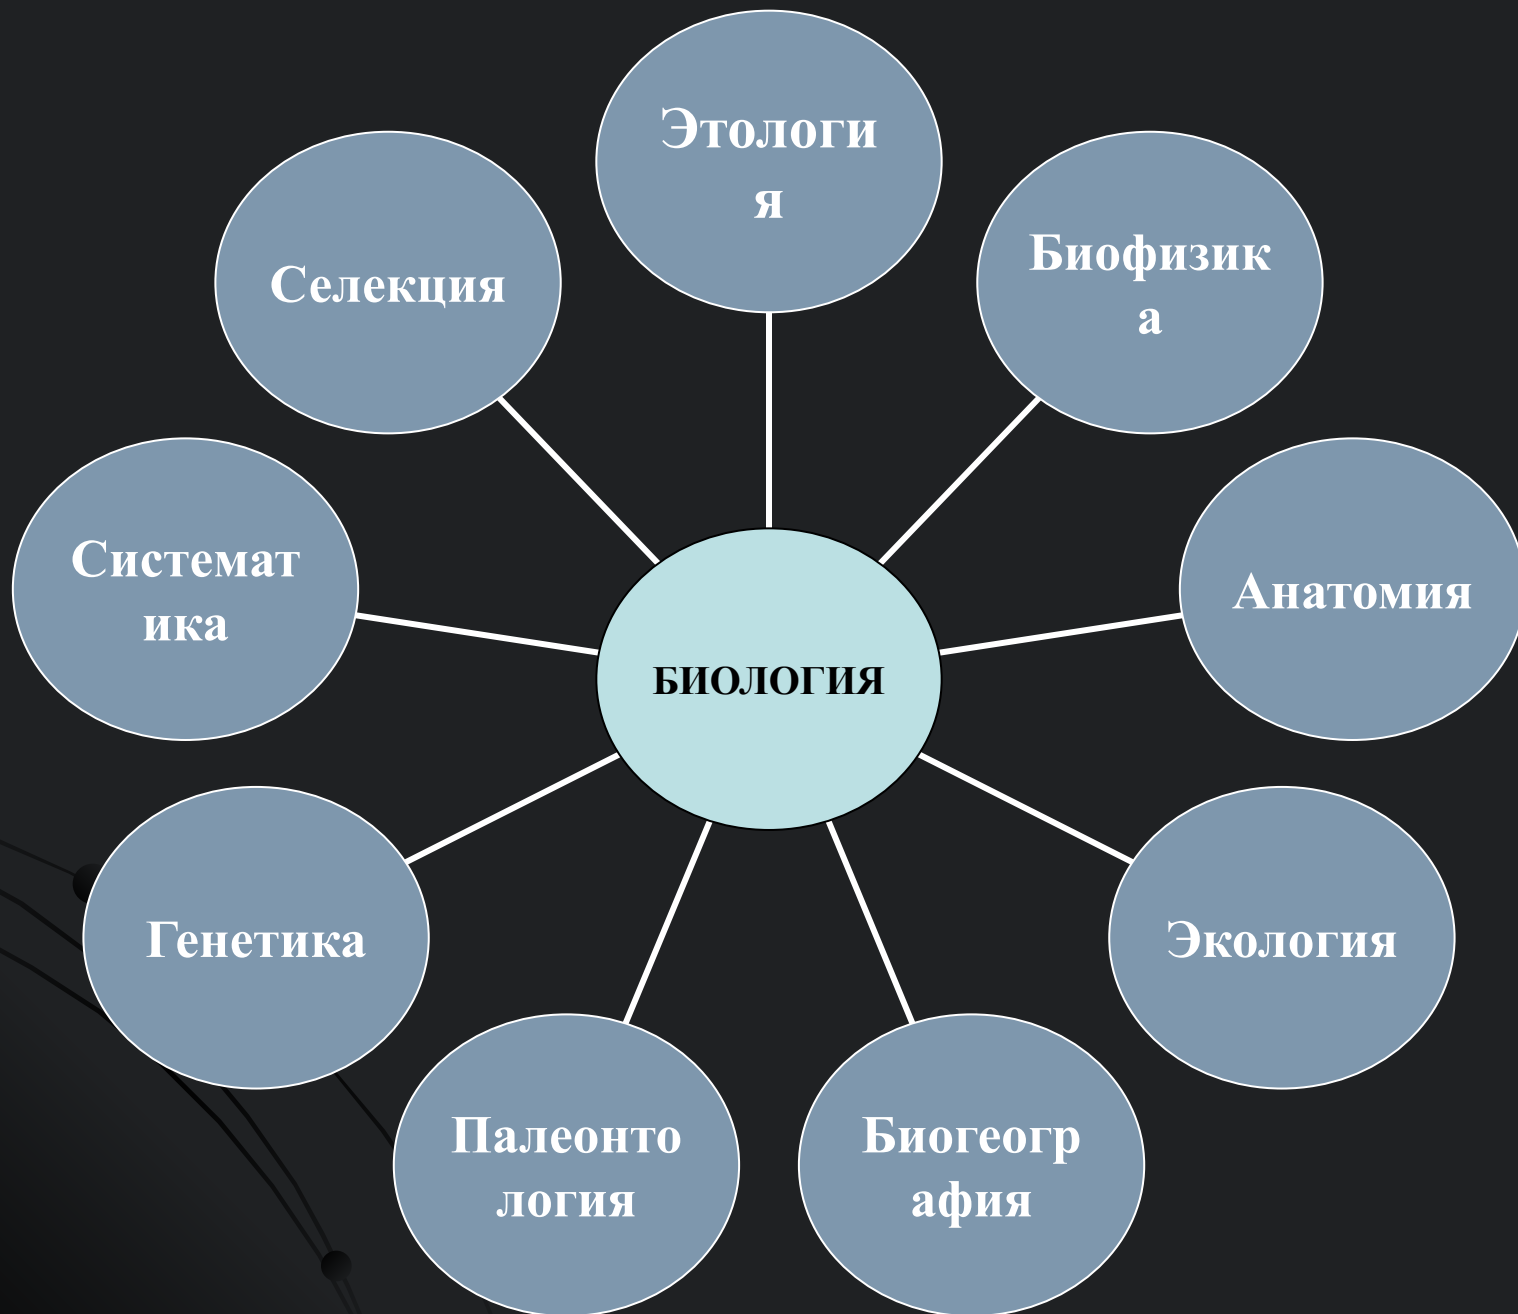 Этологи
я
Биофизик
а
Селекция
Системат
ика
Анатомия
БИОЛОГИЯ
Генетика
Экология
Палеонто
логия
Биогеогр
афия